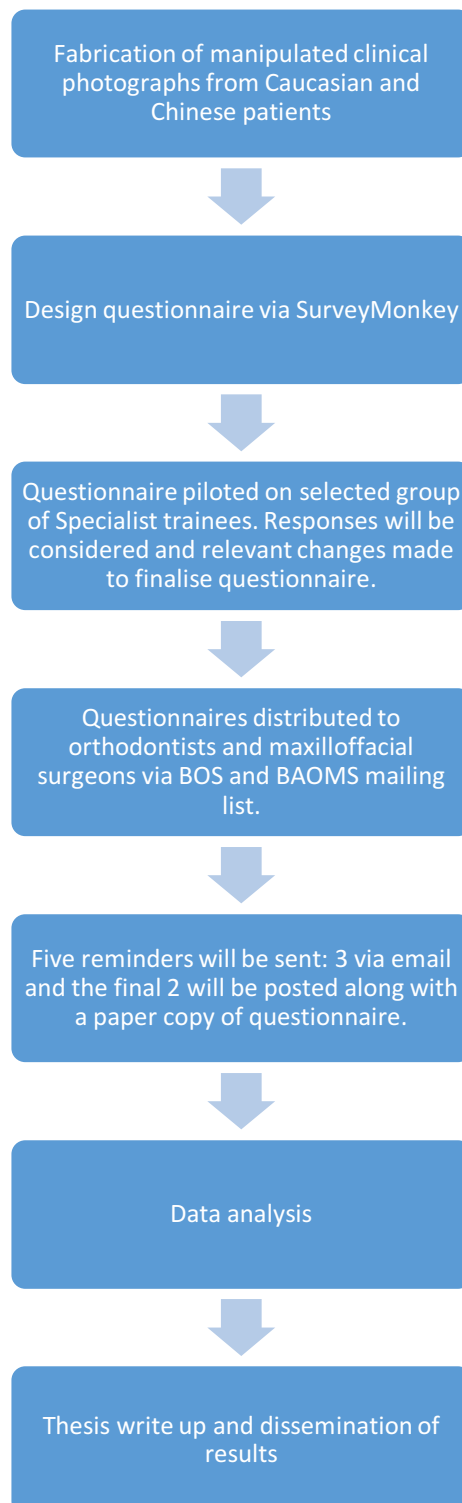 Fabrication of manipulated clinical
photographs from Caucasian and
Chinese patients
Design questionnaire via SurveyMonkey
Questionnaire piloted on selected group
of Specialist trainees. Responses will be
considered and relevant changes made
to finalise questionnaire.
Questionnaires distributed to
orthodontists and maxilloffacial
surgeons via BOS and BAOMS mailing
list.
Five reminders will be sent: 3 via email
and the final 2 will be posted along with
a paper copy of questionnaire.
Data analysis
Thesis write up and dissemination of
results